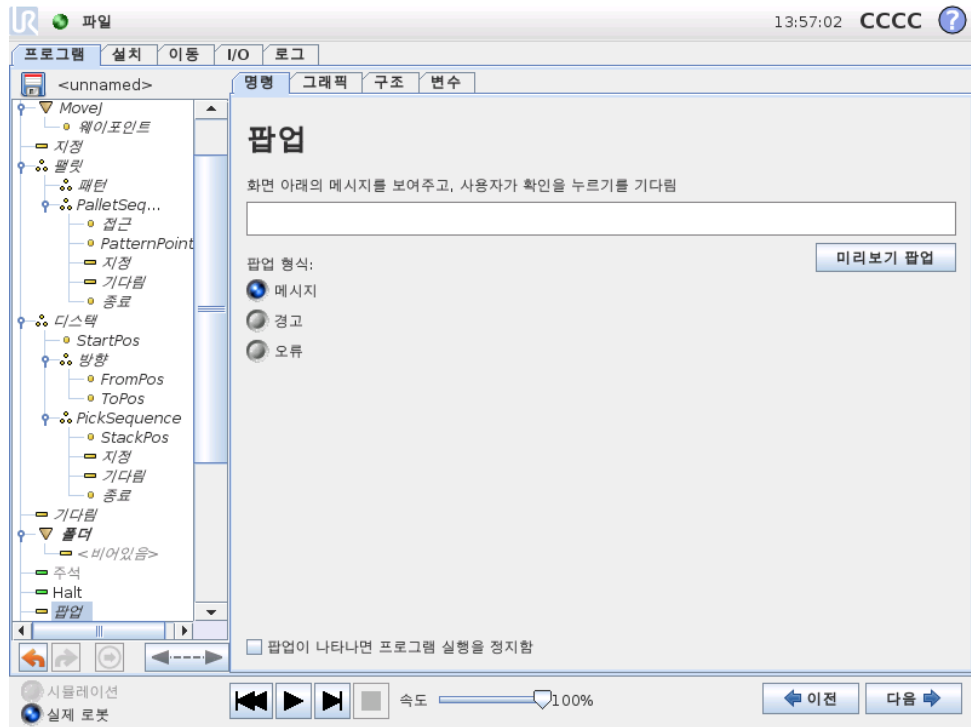 UR 파일 13:57:02 CCCC ?
프로그램 설치 이동 I/O 로그
<unnamed>
명령 그래픽 구조 변수
MoveJ
웨이포인트
지정
팰릿
패턴
PalletSeq...
접근
PatternPoint
지정
기다림
종료
디스택
StartPos
방향
FromPos
ToPos
PickSequence
StackPos
지정
기다림
종료
기다림
폴더
<비어있음>
주석
Halt
팝업
팝업
화면 아래의 메시지를 보여주고, 사용자가 확인을 누르기를 기다림
미리보기 팝업
팝업 형식:
메시지
경고
오류
팝업이 나타나면 프로그램 실행을 정지함
시뮬레이션
실제 로봇
속도 100%
이전 다음